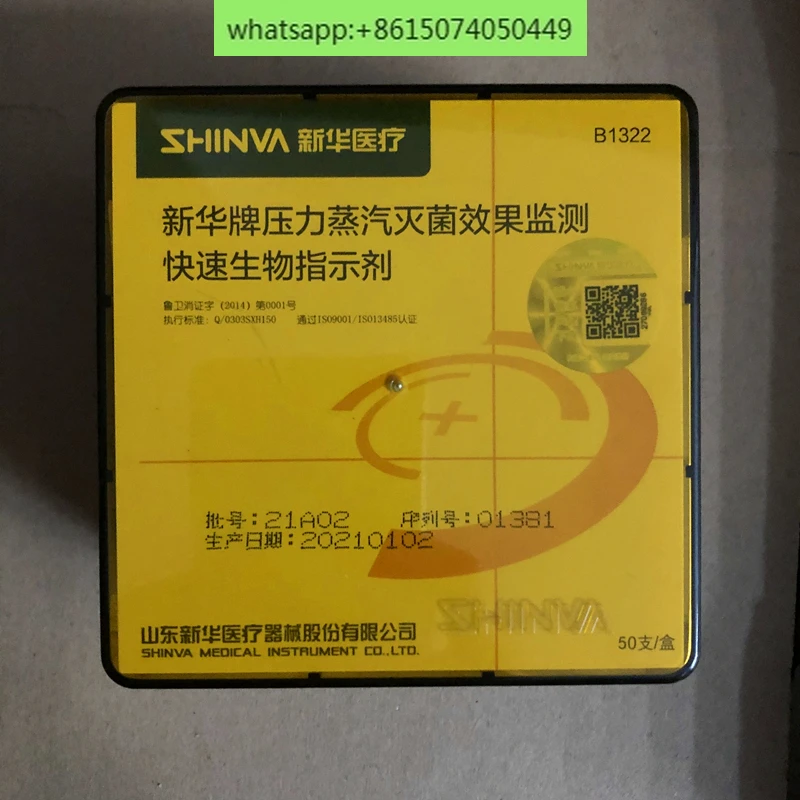 whatsapp:+8615074050449
SHINVA 新华医疗
B1322
新华牌压力蒸汽灭菌效果监测
快速生物指示剂
鲁卫消证字（2014）第0001号
执行标准：Q/0303SXH150 通过ISO9001/ISO13485认证
批号：21A02 序列号：01381
生产日期：20210102
山东新华医疗器械股份有限公司
SHINVA MEDICAL INSTRUMENT CO.,LTD.
50支/盒